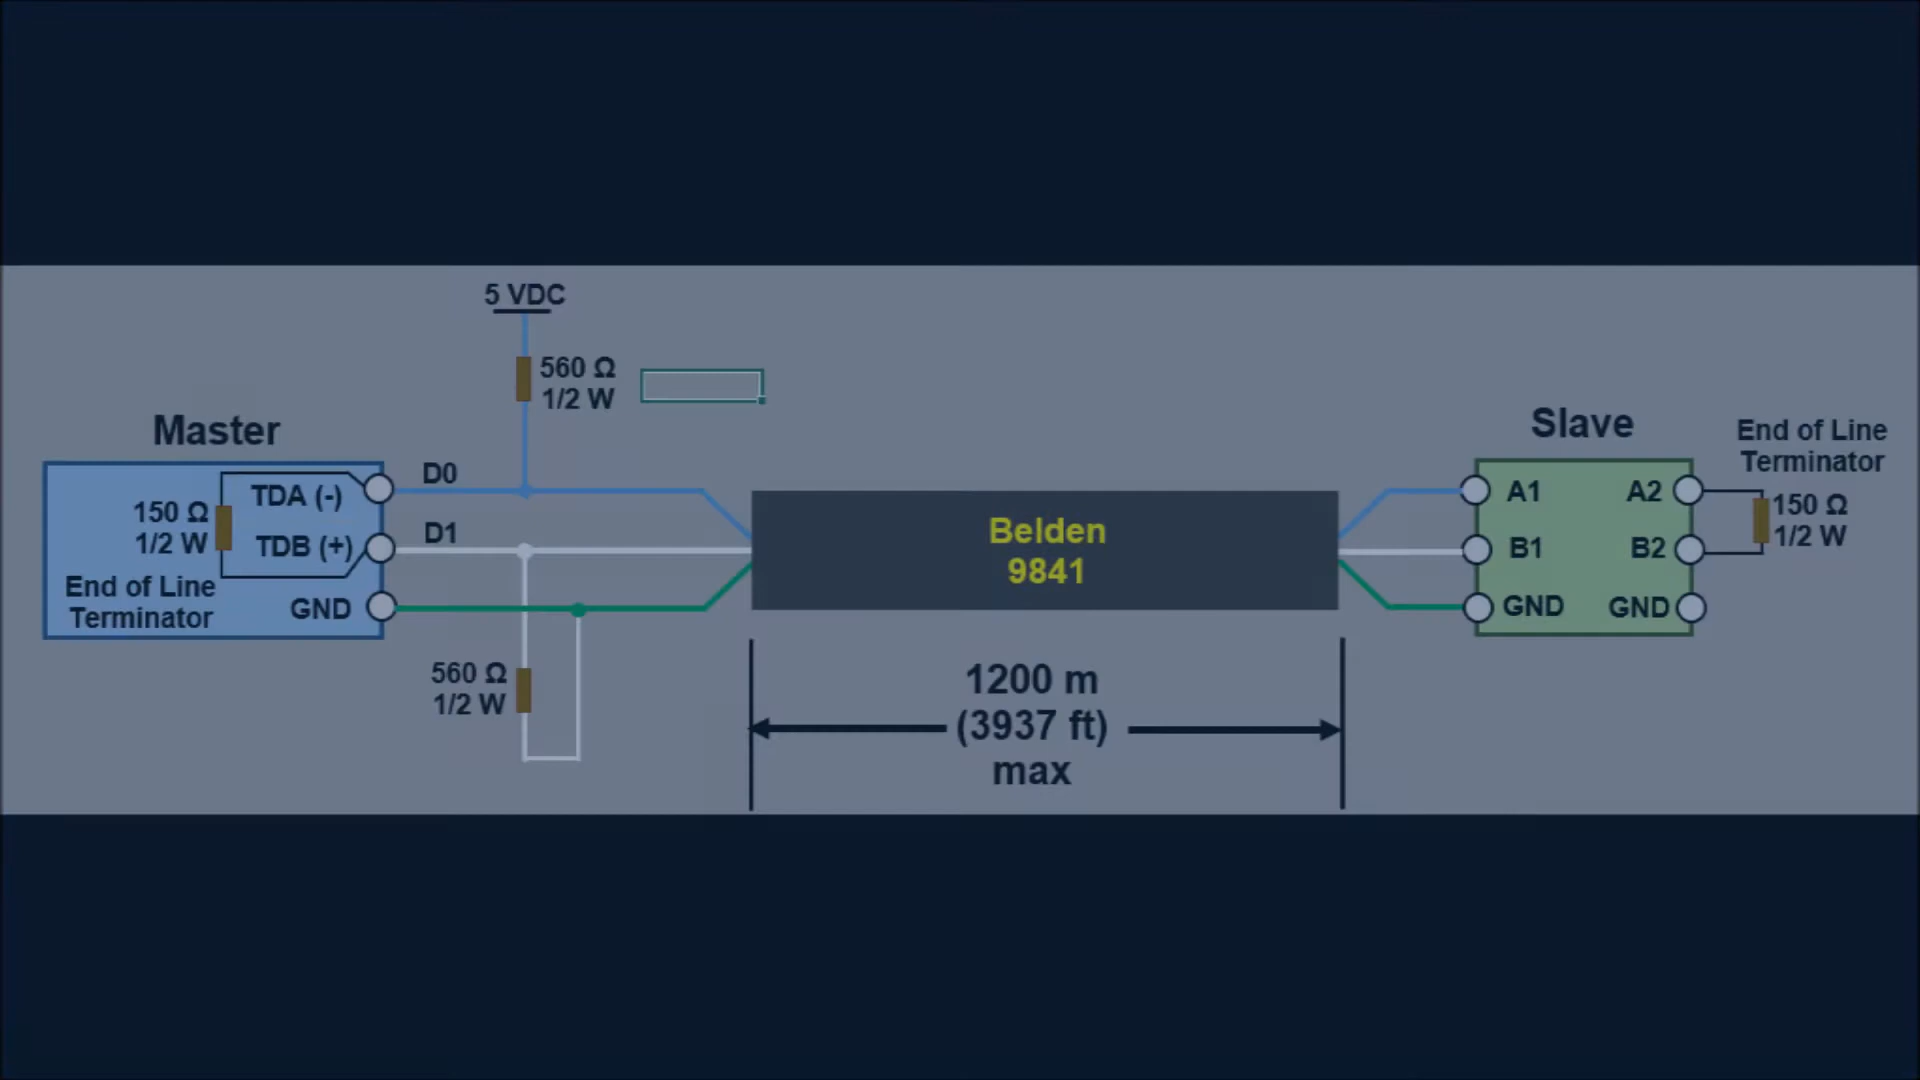 5 VDC
560 Ω
1/2 W
Master
D0
TDA (-)
150 Ω
1/2 W
D1
TDB (+)
End of Line
Terminator
GND
560 Ω
1/2 W
Belden
9841
1200 m
(3937 ft)
max
Slave
A1
A2
B1
B2
GND
GND
End of Line
Terminator
150 Ω
1/2 W